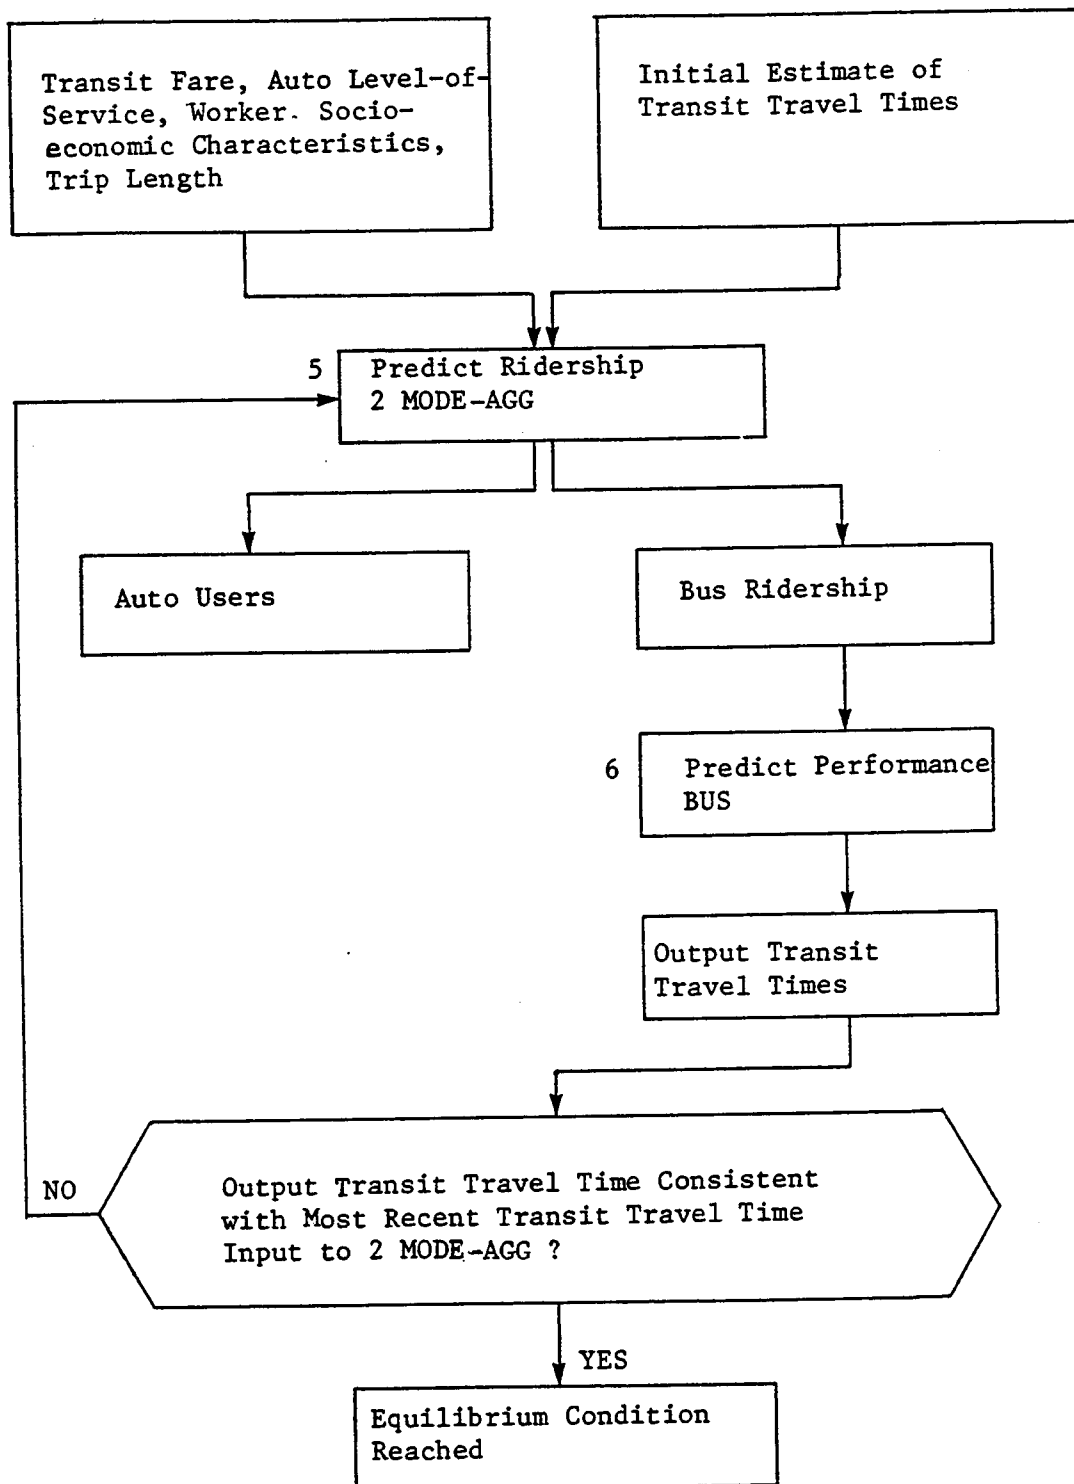 Transit Fare, Auto Level-of-
Service, Worker. Socio-
economic Characteristics,
Trip Length
Initial Estimate of
Transit Travel Times
5
Predict Ridership
2 MODE-AGG
Auto Users
Bus Ridership
6
Predict Performance
BUS
Output Transit
Travel Times
NO
Output Transit Travel Time Consistent
with Most Recent Transit Travel Time
Input to 2 MODE-AGG ?
YES
Equilibrium Condition
Reached